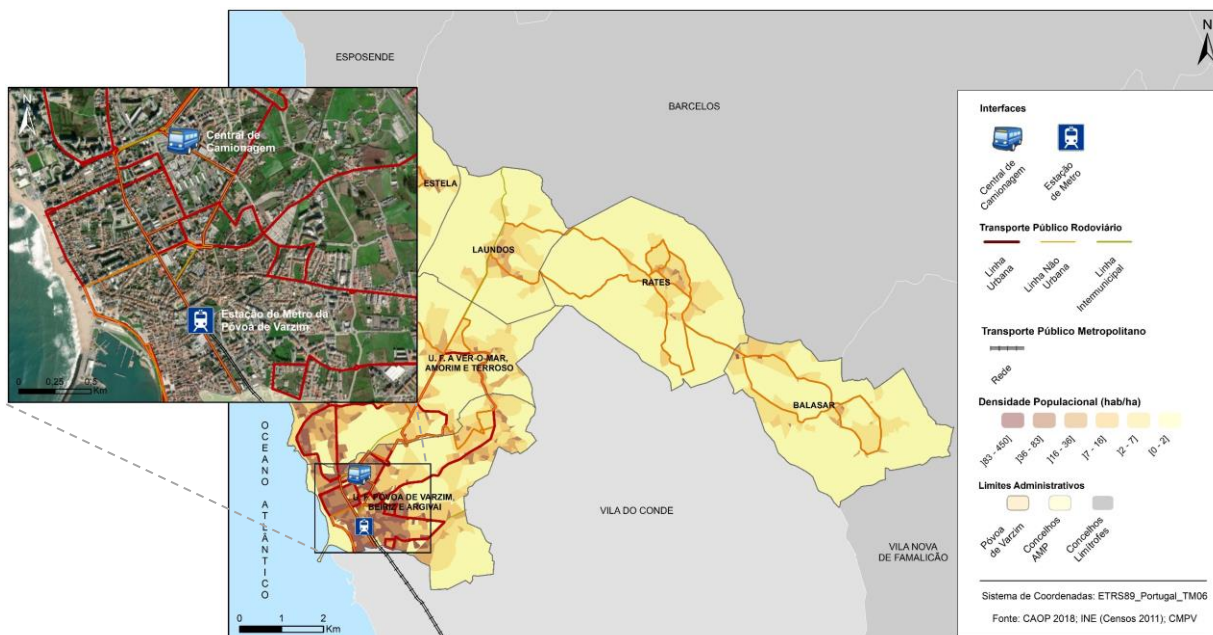 N
ESPOSENDE
BARCELOS
N
Central de
Camionagem
Estação de Metro da
Póvoa de Varzim
0 0,25 0,5
Km
ESTELA
LAUNDOS
RATES
U. F. A VER-O-MAR,
AMORIM E TERROSO
BALASAR
OCEANO ATLÂNTICO
U. F. PÓVOA DE VARZIM,
BEIRIZ E ARGIVAI
VILA DO CONDE
VILA NOVA
DE FAMALICÃO
0 1 2
Km
Interfaces
Central de
Camionagem
Estação
de Metro
Transporte Público Rodoviário
Linha
Urbana
Linha Não
Urbana
Linha
Intermunicipal
Transporte Público Metropolitano
Rede
Densidade Populacional (hab/ha)
]83 - 450]
]36 - 83]
]16 - 36]
]7 - 16]
]2 - 7]
[0 - 2]
Limites Administrativos
Póvoa
de Varzim
Concelhos
AMP
Concelhos
Limítrofes
Sistema de Coordenadas: ETRS89_Portugal_TM06
Fonte: CAOP 2018; INE (Censos 2011); CMPV